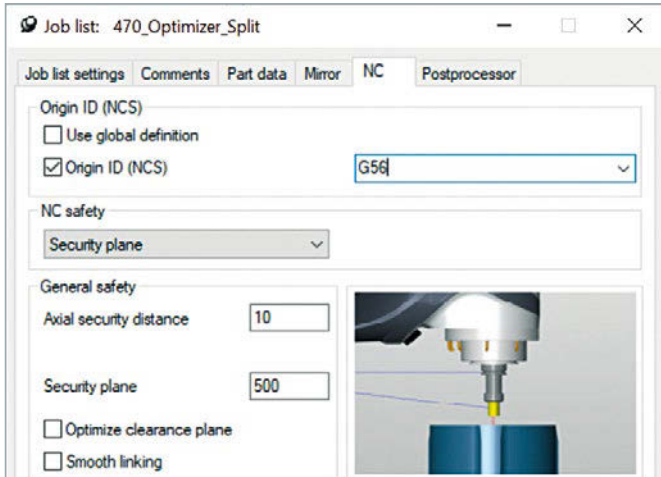 Job list: 470_Optimizer_Split
Job list settings Comments Part data Mirror NC Postprocessor
Origin ID (NCS)
Use global definition
Origin ID (NCS) G56
NC safety
Security plane
General safety
Axial security distance 10
Security plane 500
Optimize clearance plane
Smooth linking